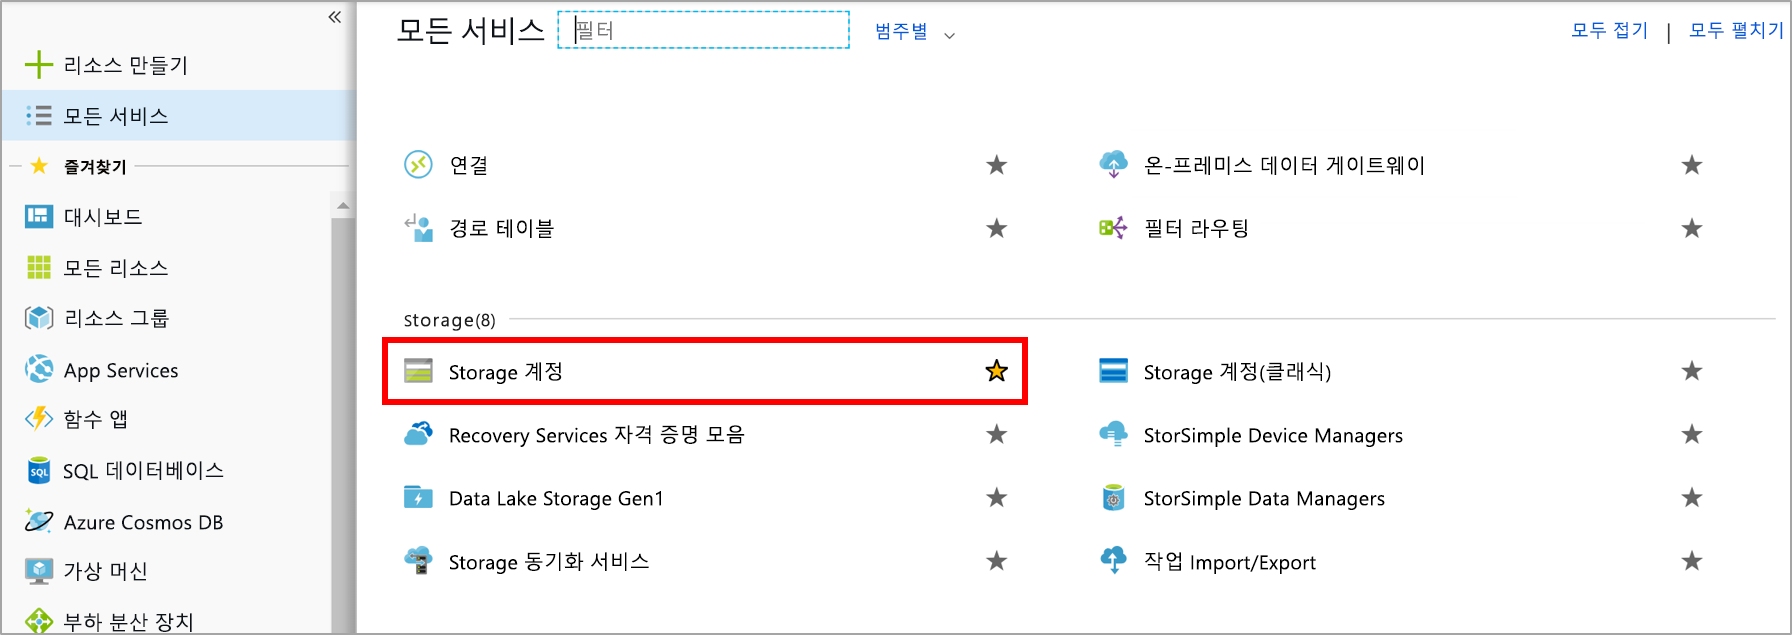 «
리소스 만들기
모든 서비스
즐겨찾기
대시보드
모든 리소스
리소스 그룹
App Services
함수 앱
SQL 데이터베이스
Azure Cosmos DB
가상 머신
부하 분산 장치
모든 서비스 필터 범주별 모두 접기 | 모두 펼치기
연결 온-프레미스 데이터 게이트웨이
경로 테이블 필터 라우팅
Storage(8)
Storage 계정 Storage 계정(클래식)
Recovery Services 자격 증명 모음 StorSimple Device Managers
Data Lake Storage Gen1 StorSimple Data Managers
Storage 동기화 서비스 작업 Import/Export